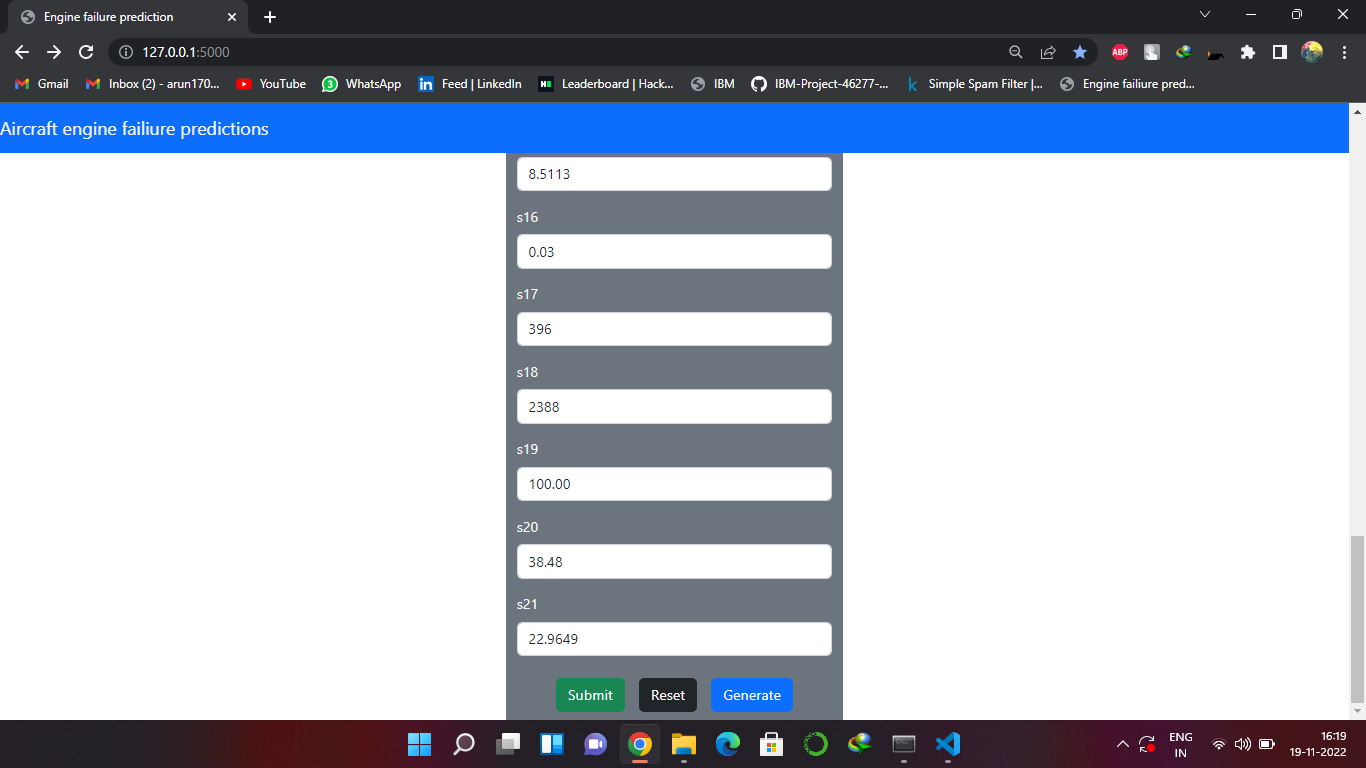 Engine failure prediction
127.0.0.1:5000
ABP
Gmail
Inbox (2) - arun170...
YouTube
3
WhatsApp
in
Feed | LinkedIn
H
Leaderboard | Hack...
IBM
IBM-Project-46277-...
k
Simple Spam Filter |...
Engine failiure pred...
Aircraft engine failiure predictions
8.5113
s16
0.03
s17
396
s18
2388
s19
100.00
s20
38.48
s21
22.9649
Submit Reset Generate
ENG
IN
16:19
19-11-2022